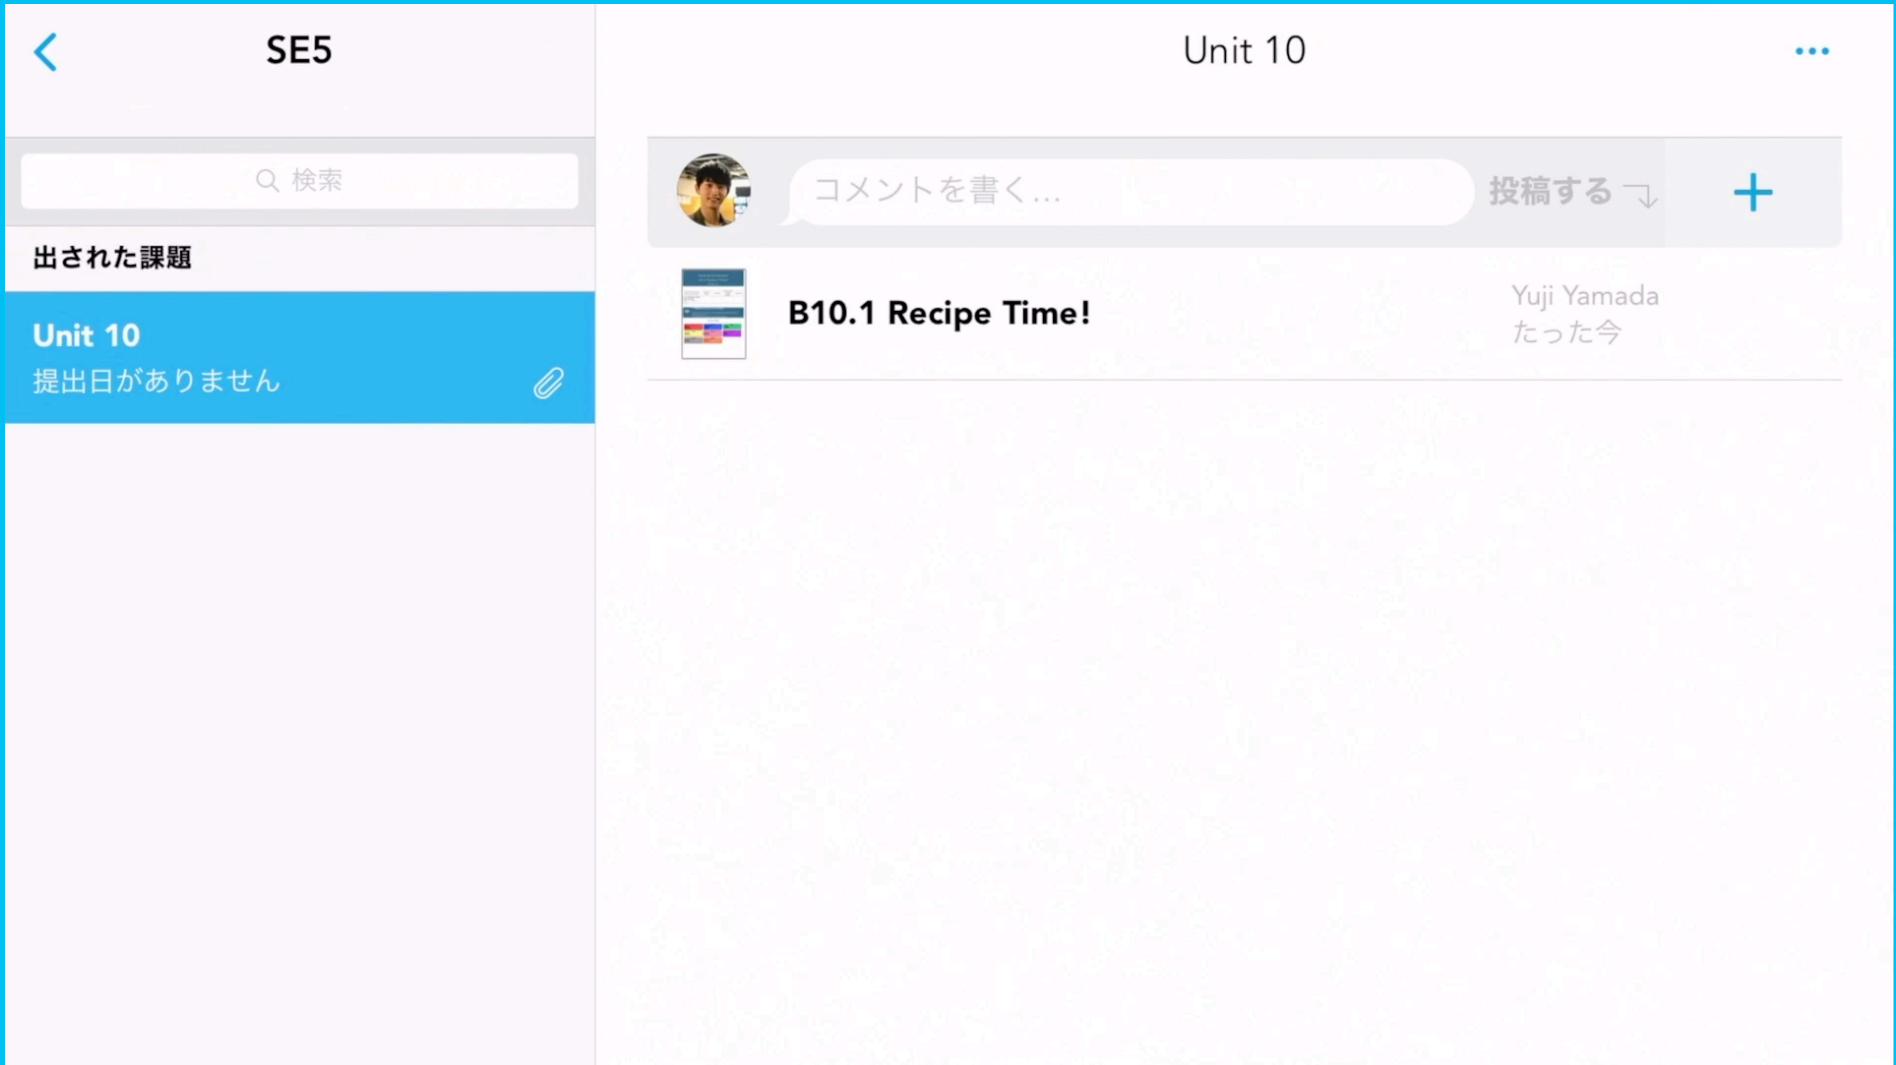 SE5
検索
出された課題
Unit 10
提出日がありません
Unit 10
コメントを書く...
投稿する
B10.1 Recipe Time!
Yuji Yamada
たった今